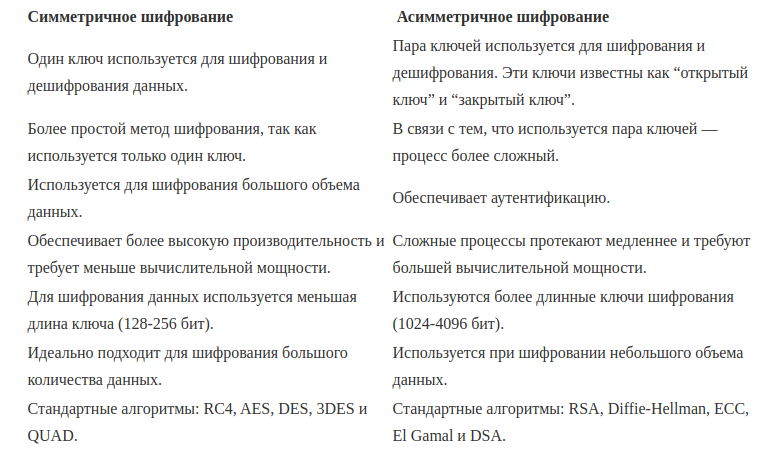 Симметричное шифрование
Асимметричное шифрование
Один ключ используется для шифрования и
дешифрования данных.
Пара ключей используется для шифрования и
дешифрования. Эти ключи известны как “открытый
ключ” и “закрытый ключ”.
Более простой метод шифрования, так как
используется только один ключ.
В связи с тем, что используется пара ключей —
процесс более сложный.
Используется для шифрования большого объема
данных.
Обеспечивает аутентификацию.
Обеспечивает более высокую производительность и
требует меньше вычислительной мощности.
Сложные процессы протекают медленнее и требуют
большей вычислительной мощности.
Для шифрования данных используется меньшая
длина ключа (128-256 бит).
Используются более длинные ключи шифрования
(1024-4096 бит).
Идеально подходит для шифрования большого
количества данных.
Используется при шифровании небольшого объема
данных.
Стандартные алгоритмы: RC4, AES, DES, 3DES и
QUAD.
Стандартные алгоритмы: RSA, Diffie-Hellman, ECC,
El Gamal и DSA.